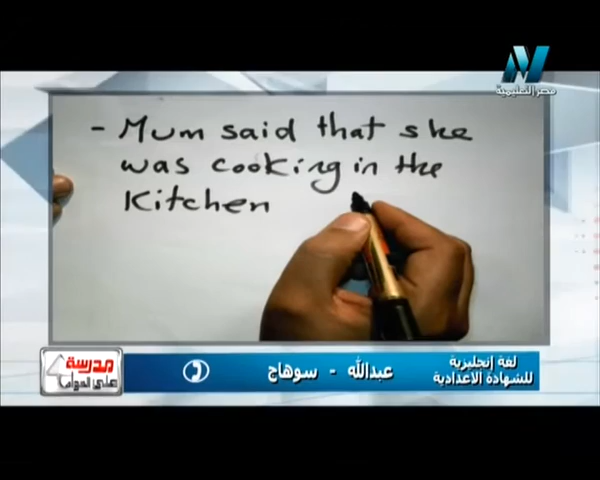 مصر التعليمية
- Mum said that she
was cooking in the
Kitchen
مدرسة
على الهواء
عبدالله - سوهاج
لغة إنجليزية
للشهادة الاعدادية